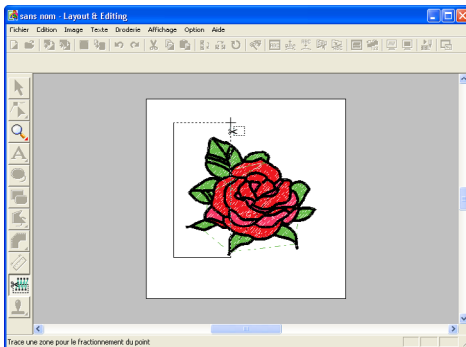 sans nom - Layout & Editing
Fichier Edition Image Texte Broderie Affichage Option Aide
Trace une zone pour le fractionnement du point